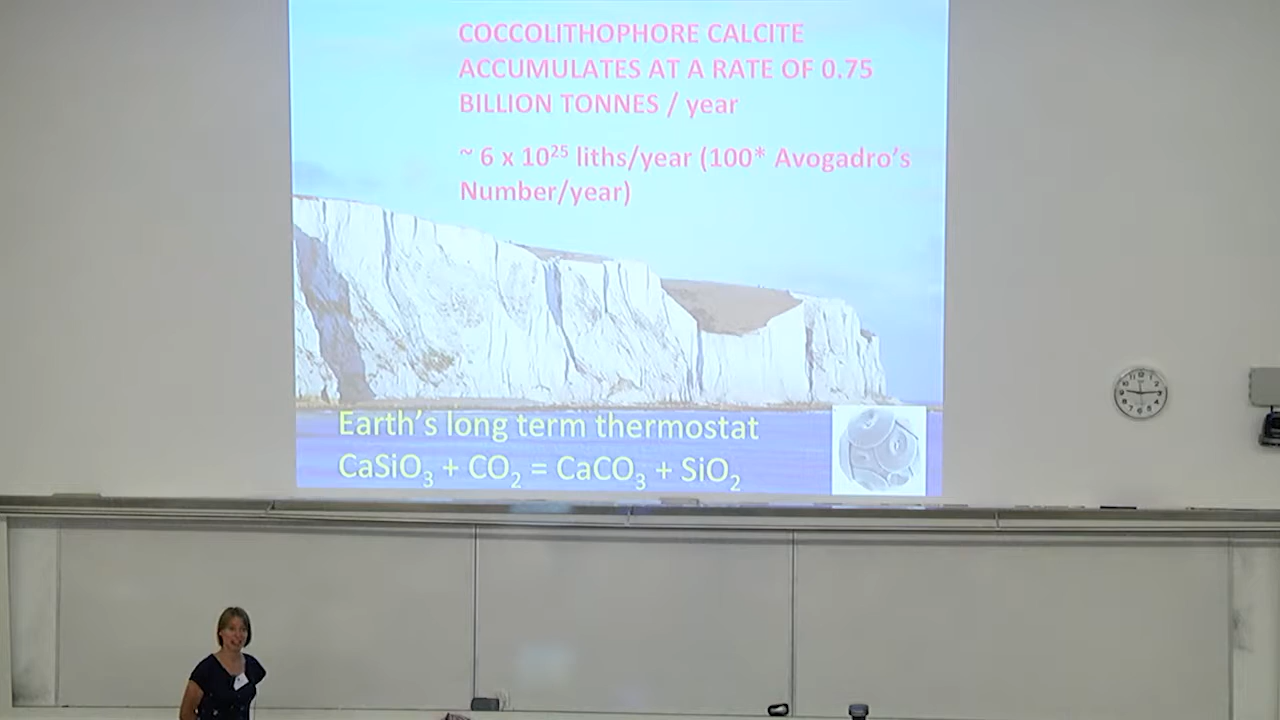 COCCOLITHOPHORE CALCITE
ACCUMULATES AT A RATE OF 0.75
BILLION TONNES / year
~ 6 x 10²⁵ liths/year (100* Avogadro's
Number/year)
Earth's long term thermostat
CaSiO₃ + CO₂ = CaCO₃ + SiO₂